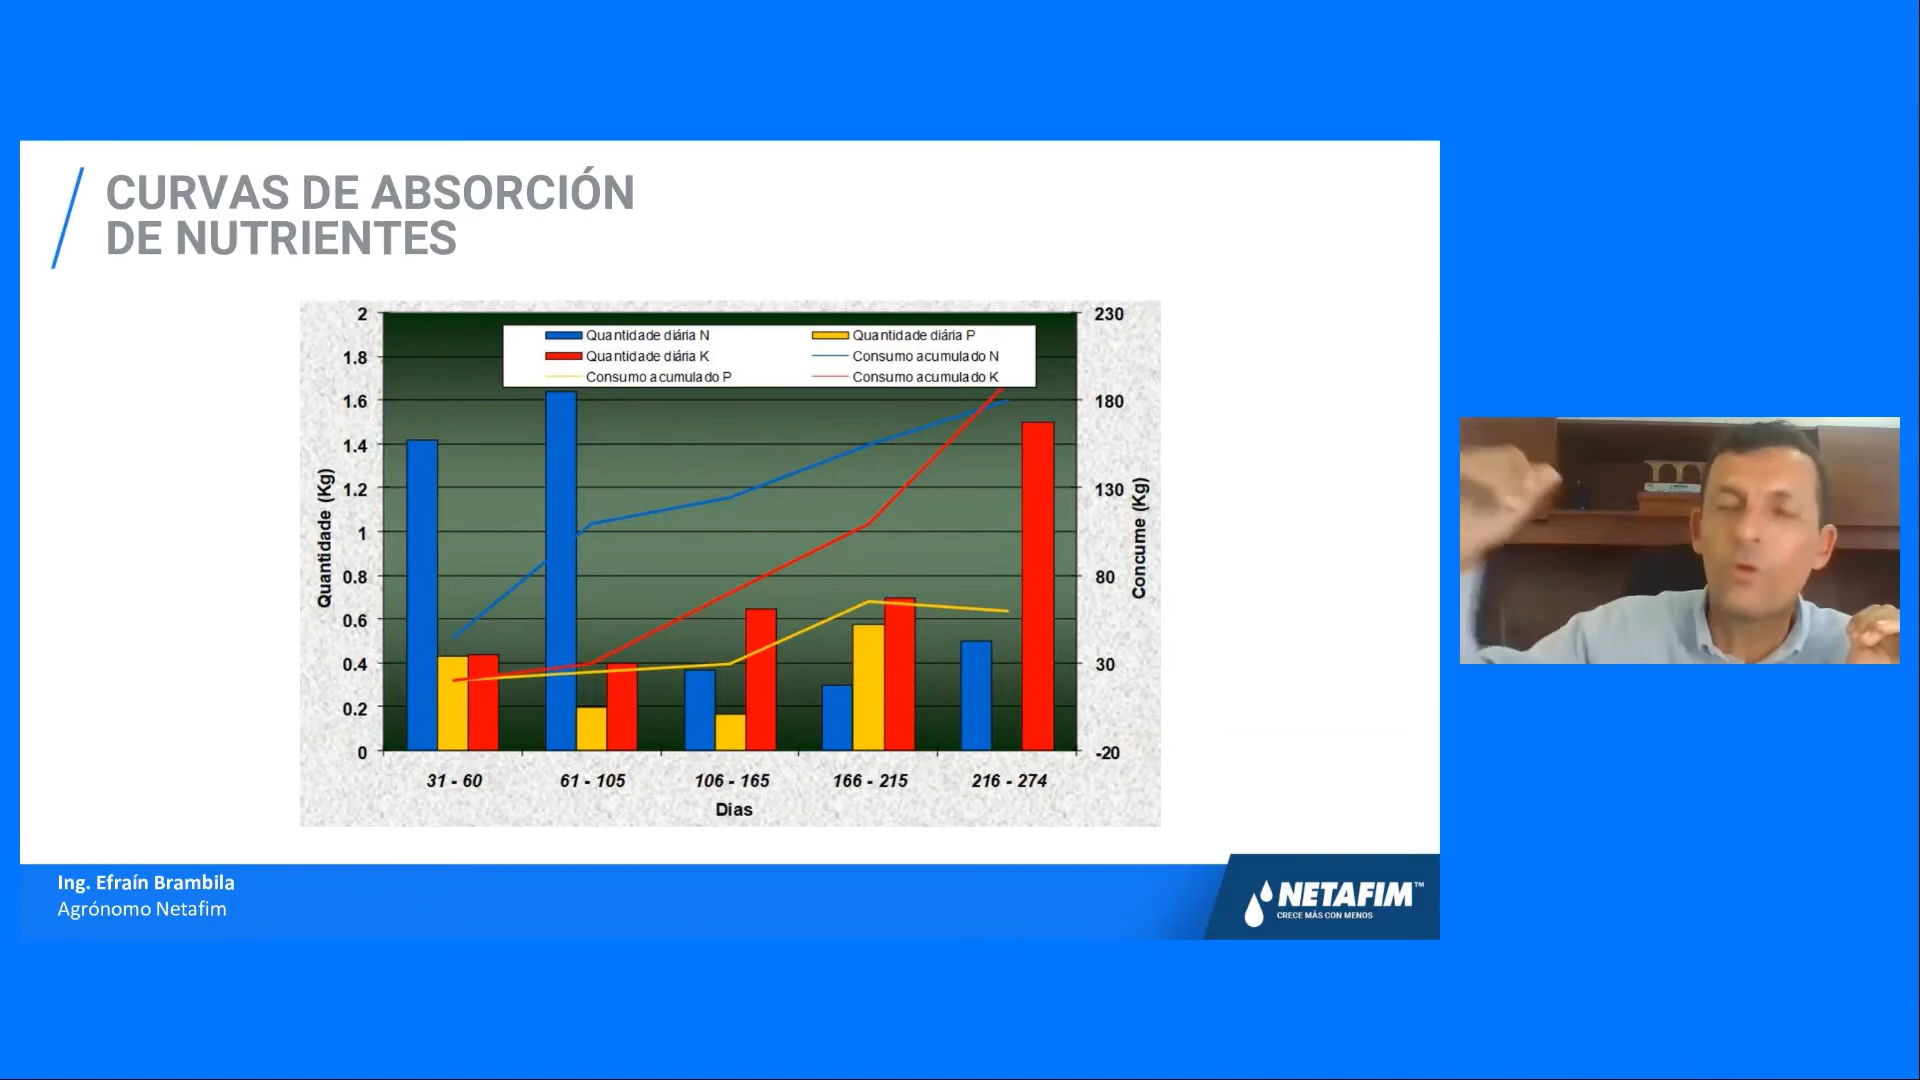 CURVAS DE ABSORCIÓN
DE NUTRIENTES
Quantidade diária N
Quantidade diária P
Quantidade diária K
Consumo acumulado N
Consumo acumulado P
Consumo acumulado K
2
1.8
1.6
1.4
1.2
1
0.8
0.6
0.4
0.2
0
Quantidade (Kg)
230
180
130
80
30
-20
Concume (Kg)
31 - 60
61 - 105
106 - 165
166 - 215
216 - 274
Dias
Ing. Efraín Brambila
Agrónomo Netafim
NETAFIM™
CRECE MÁS CON MENOS